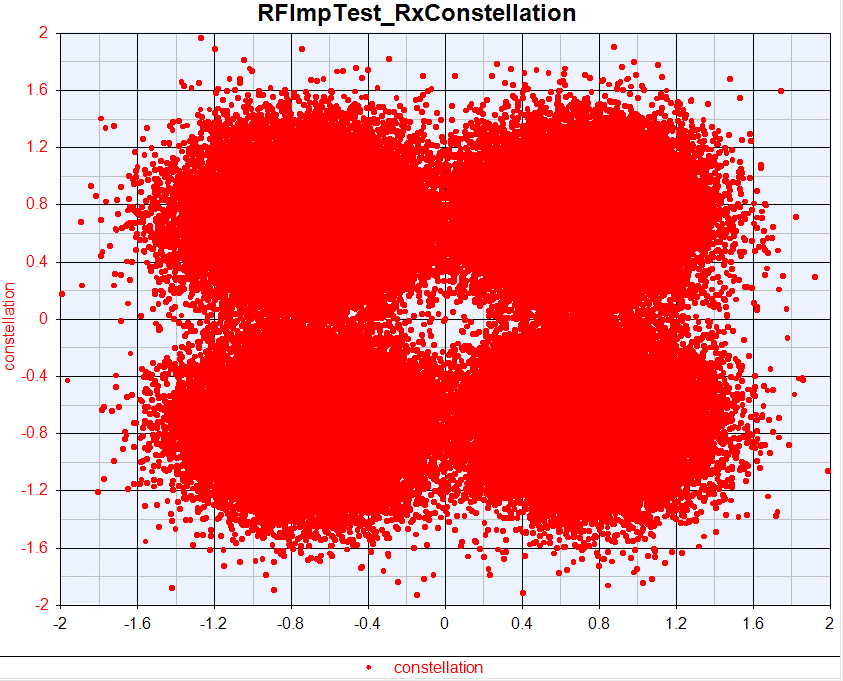 RFImpTest_RxConstellation
2
1.6
1.2
0.8
0.4
0
-0.4
-0.8
-1.2
-1.6
-2
constellation
-2 -1.6 -1.2 -0.8 -0.4 0 0.4 0.8 1.2 1.6 2
constellation